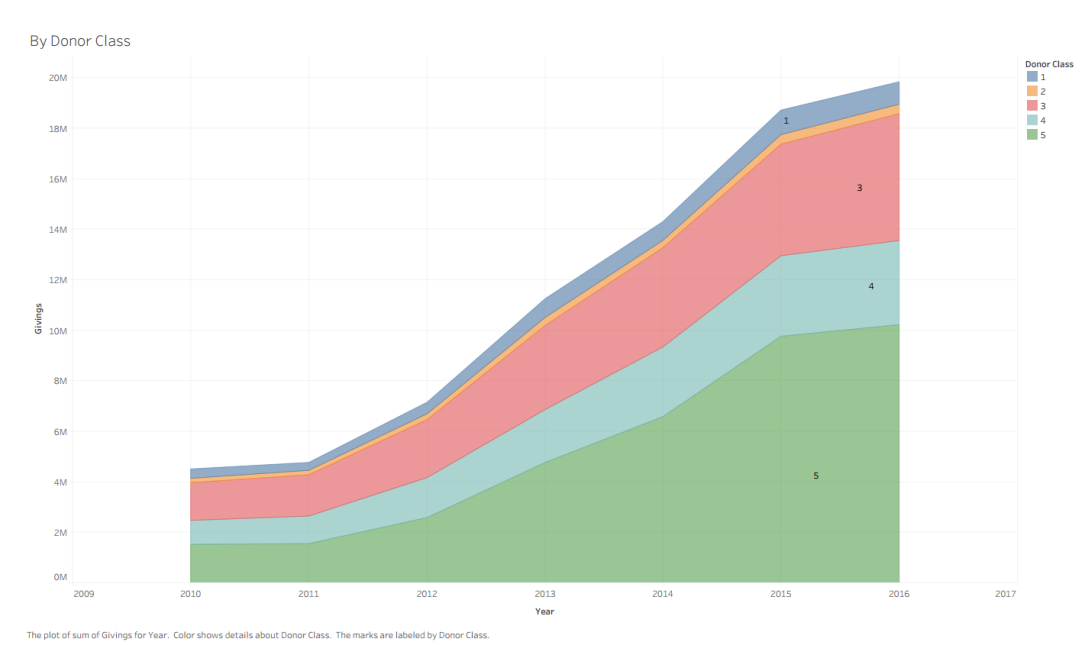 By Donor Class
Donor Class
1
2
3
4
5
20M
18M
16M
14M
12M
10M
8M
6M
4M
2M
0M
Givings
1
3
4
5
2009 2010 2011 2012 2013 2014 2015 2016 2017
Year
The plot of sum of Givings for Year. Color shows details about Donor Class. The marks are labeled by Donor Class.